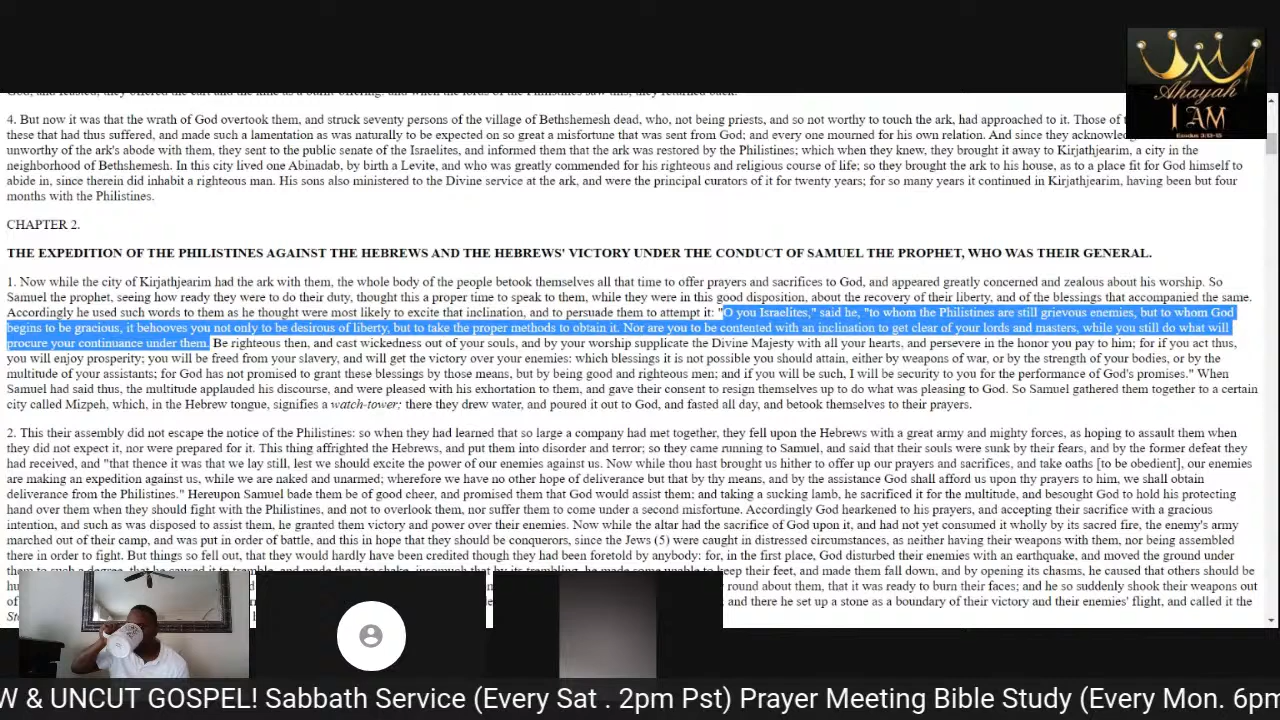 Ahayah
I AM
Exodus 3:13-15
4. But now it was that the wrath of God overtook them, and struck seventy persons of the village of Bethshemesh dead, who, not being priests, and so not worthy to touch the ark, had approached to it. Those of
these that had thus suffered, and made such a lamentation as was naturally to be expected on so great a misfortune that was sent from God; and every one mourned for his own relation. And since they
unworthy of the ark's abode with them, they sent to the public senate of the Israelites, and informed them that the ark was restored by the Philistines; which when they knew, they brought it away to Kirjathjearim, a city in the
neighborhood of Bethshemesh. In this city lived one Abinadab, by birth a Levite, and who was greatly commended for his righteous and religious course of life; so they brought the ark to his house, as to a place fit for God himself to
abide in, since therein did inhabit a righteous man. His sons also ministered to the Divine service at the ark, and were the principal curators of it for twenty years; for so many years it continued in Kirjathjearim, having been but four
months with the Philistines.
CHAPTER 2.
THE EXPEDITION OF THE PHILISTINES AGAINST THE HEBREWS AND THE HEBREWS' VICTORY UNDER THE CONDUCT OF SAMUEL THE PROPHET, WHO WAS THEIR GENERAL.
1. Now while the city of Kirjathjearim had the ark with them, the whole body of the people betook themselves all that time to offer prayers and sacrifices to God, and appeared greatly concerned and zealous about his worship. So
Samuel the prophet, seeing how ready they were to do their duty, thought this a proper time to speak to them, while they were in this good disposition, about the recovery of their liberty, and of the blessings that accompanied the same.
Accordingly he used such words to them as he thought were most likely to excite that inclination, and to persuade them to attempt it: "O you Israelites," said he, "to whom the Philistines are still grievous enemies, but to whom God
begins to be gracious, it behooves you not only to be desirous of liberty, but to take the proper methods to obtain it. Nor are you to be contented with an inclination to get clear of your lords and masters, while you still do what will
procure your continuance under them. Be righteous then, and cast wickedness out of your souls, and by your worship supplicate the Divine Majesty with all your hearts, and persevere in the honor you pay to him; for if you act thus,
you will enjoy prosperity; you will be freed from your slavery, and will get the victory over your enemies: which blessings it is not possible you should attain, either by weapons of war, or by the strength of your bodies, or by the
multitude of your assistants; for God has not promised to grant these blessings by those means, but by being good and righteous men; and if you will be such, I will be security to you for the performance of God's promises." When
Samuel had said thus, the multitude applauded his discourse, and were pleased with his exhortation to them, and gave their consent to resign themselves up to do what was pleasing to God. So Samuel gathered them together to a certain
city called Mizpeh, which, in the Hebrew tongue, signifies a watch-tower: there they drew water, and poured it out to God, and fasted all day, and betook themselves to their prayers.
2. This their assembly did not escape the notice of the Philistines: so when they had learned that so large a company had met together, they fell upon the Hebrews with a great army and mighty forces, as hoping to assault them when
they did not expect it, nor were prepared for it. This thing affrighted the Hebrews, and put them into disorder and terror; so they came running to Samuel, and said that their souls were sunk by their fears, and by the former defeat they
had received, and "that thence it was that we lay still, lest we should excite the power of our enemies against us. Now while thou hast brought us hither to offer up our prayers and sacrifices, and take oaths [to be obedient], our enemies
are making an expedition against us, while we are naked and unarmed; wherefore we have no other hope of deliverance but that by thy means, and by the assistance God shall afford us upon thy prayers to him, we shall obtain
deliverance from the Philistines." Hereupon Samuel bade them be of good cheer, and promised them that God would assist them; and taking a sucking lamb, he sacrificed it for the multitude, and besought God to hold his protecting
hand over them when they should fight with the Philistines, and not to overlook them, nor suffer them to come under a second misfortune. Accordingly God hearkened to his prayers, and accepting their sacrifice with a gracious
intention, and such as was disposed to assist them, he granted them victory and power over their enemies. Now while the altar had the sacrifice of God upon it, and had not yet consumed it wholly by its sacred fire, the enemy's army
marched out of their camp, and was put in order of battle, and this in hope that they should be conquerors, since the Jews (5) were caught in distressed circumstances, as neither having their weapons with them, nor being assembled
there in order to fight. But things so fell out, that they would hardly have been credited though they had been foretold by anybody: for, in the first place, God disturbed their enemies with an earthquake, and moved the ground under
keep their feet, and made them fall down, and by opening its chasms, he caused that others should be
round about them, that it was ready to burn their faces; and he so suddenly shook their weapons out
of
and there he set up a stone as a boundary of their victory and their enemies' flight, and called it the
W & UNCUT GOSPEL! Sabbath Service (Every Sat . 2pm Pst) Prayer Meeting Bible Study (Every Mon. 6pm